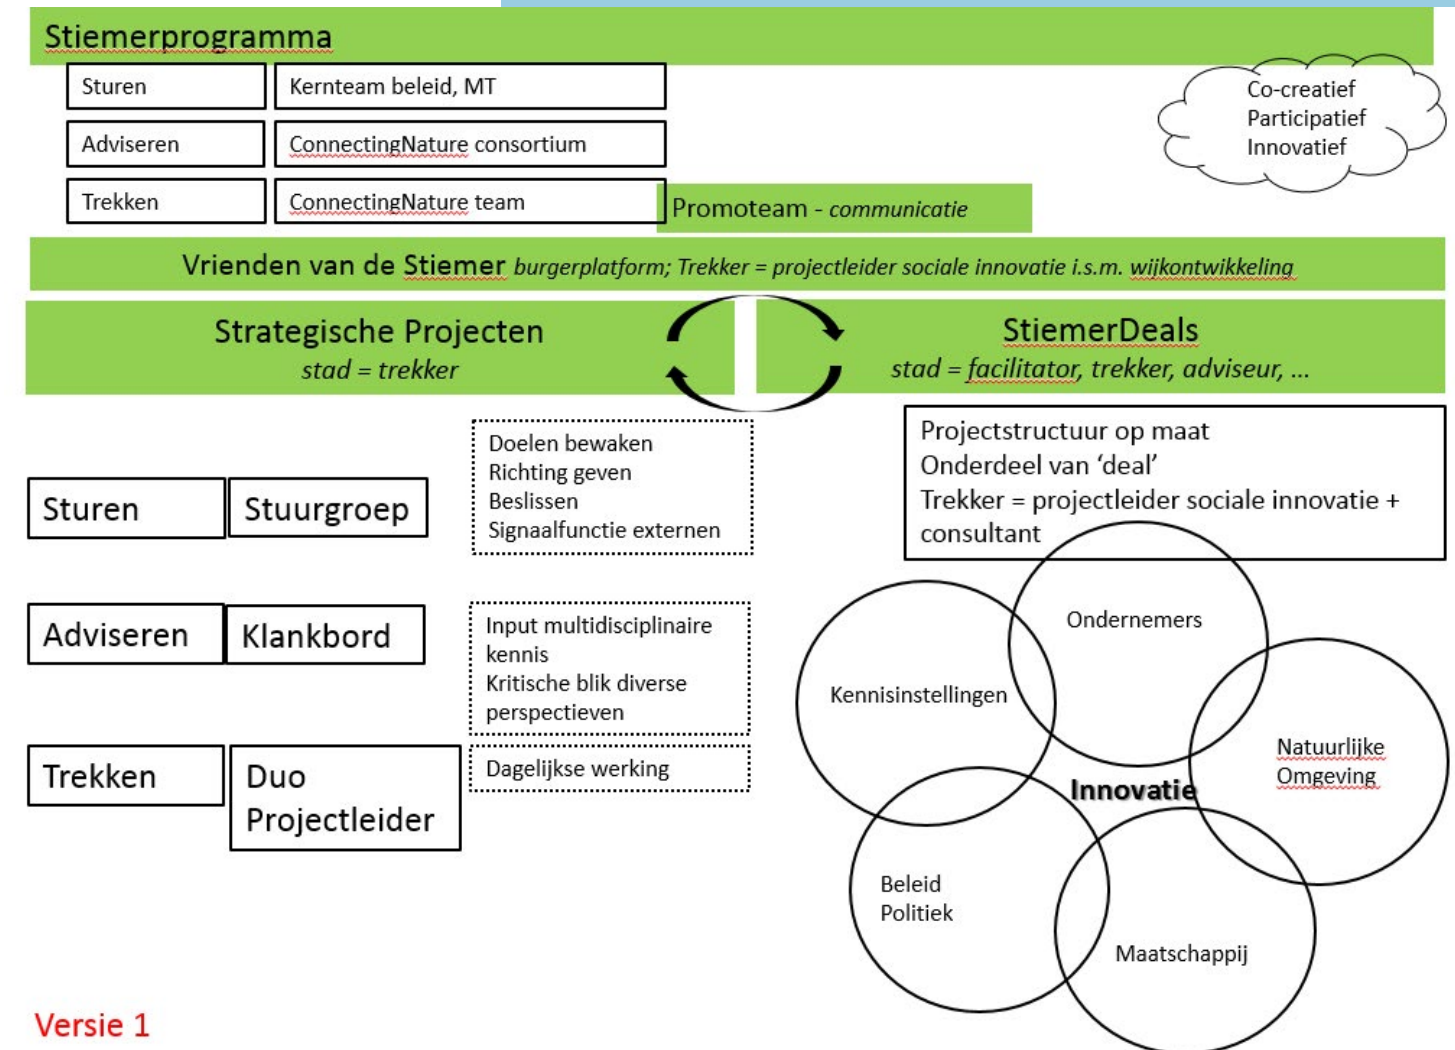 Stiemerprogramma
Sturen
Kernteam beleid, MT
Adviseren
ConnectingNature consortium
Trekken
ConnectingNature team
Promoteam - communicatie
Co-creatief
Participatief
Innovatief
Vrienden van de Stiemer burgerplatform; Trekker = projectleider sociale innovatie i.s.m. wijkontwikkeling
Strategische Projecten
stad = trekker
StiemerDeals
stad = facilitator, trekker, adviseur, ...
Sturen
Stuurgroep
Doelen bewaken
Richting geven
Beslissen
Signaalfunctie externen
Adviseren
Klankbord
Input multidisciplinaire
kennis
Kritische blik diverse
perspectieven
Trekken
Duo
Projectleider
Dagelijkse werking
Projectstructuur op maat
Onderdeel van ‘deal’
Trekker = projectleider sociale innovatie +
consultant
Ondernemers
Kennisinstellingen
Natuurlijke
Omgeving
Innovatie
Beleid
Politiek
Maatschappij
Versie 1